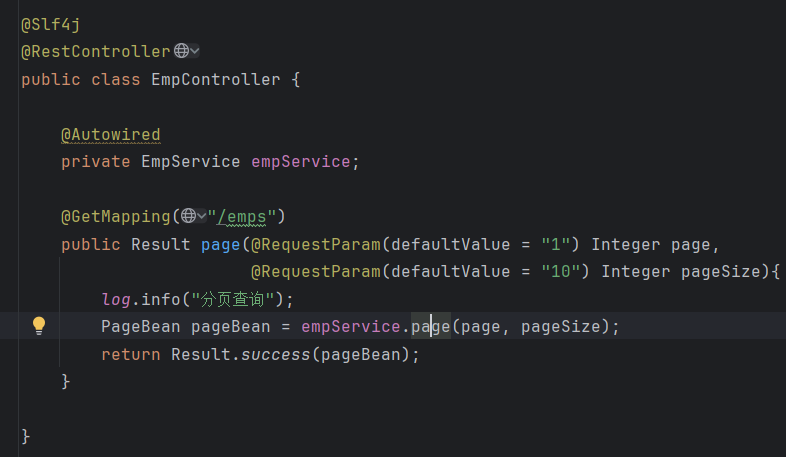 @Slf4j
@RestController
public class EmpController {
@Autowired
private EmpService empService;
@GetMapping("/emps")
public Result page(@RequestParam(defaultValue = "1") Integer page,
@RequestParam(defaultValue = "10") Integer pageSize){
log.info("分页查询");
PageBean pageBean = empService.page(page, pageSize);
return Result.success(pageBean);
}
}